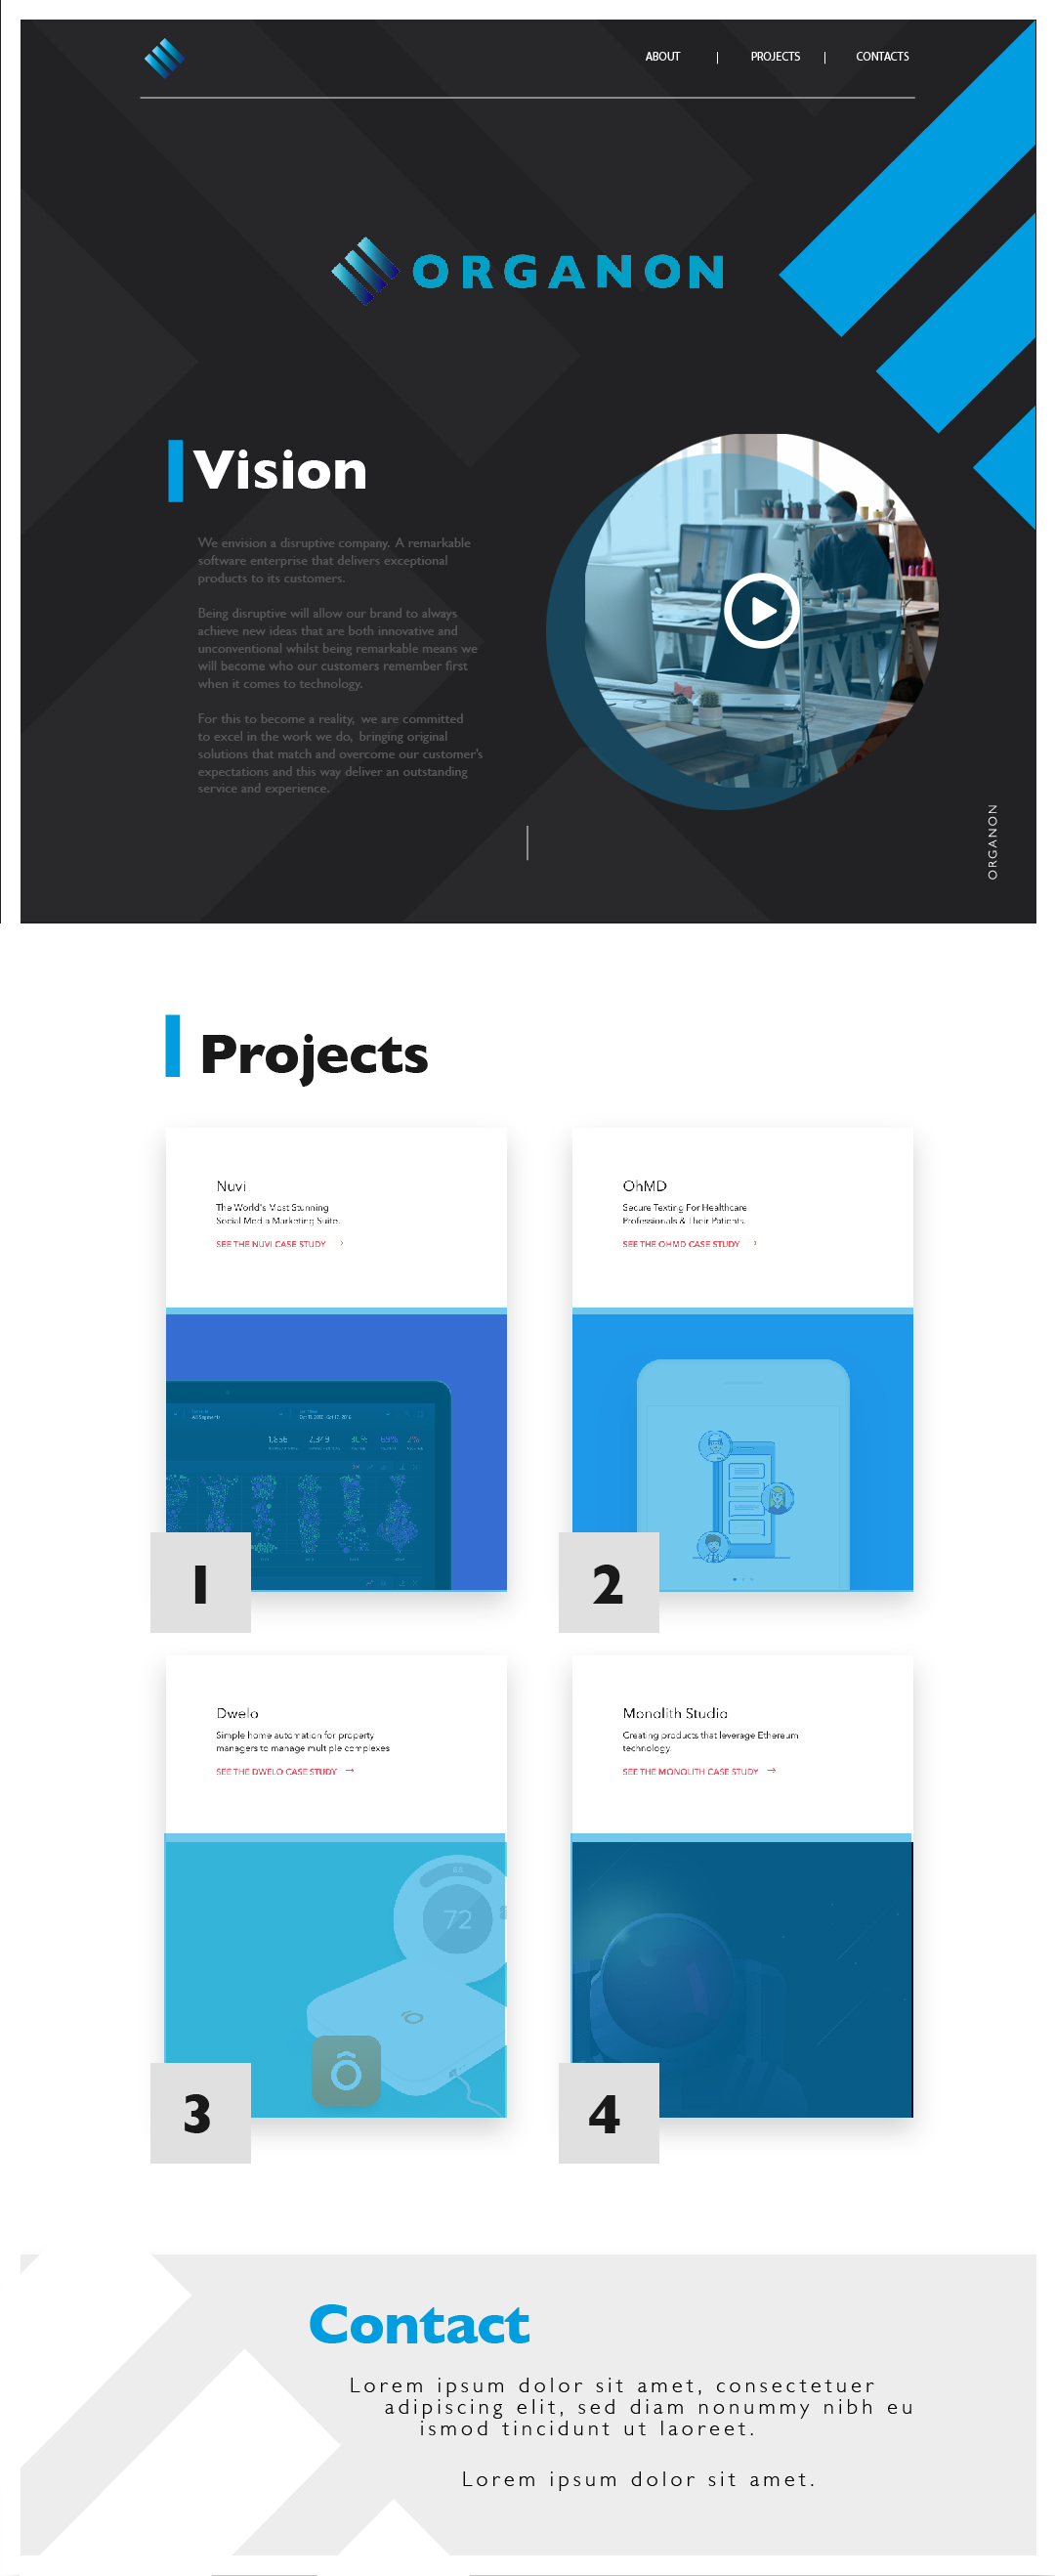 ABOUT | PROJECTS | CONTACTS
ORGANON
Vision
We envision a disruptive company. A remarkable
software enterprise that delivers exceptional
products to its customers.
Being disruptive will allow our brand to always
achieve new ideas that are both innovative and
unconventional whilst being remarkable means we
will become who our customers remember first
when it comes to technology.
For this to become a reality, we are committed
to excel in the work we do, bringing original
solutions that match and overcome our customer's
expectations and this way deliver an outstanding
service and experience.
ORGANON
Projects
Nuvi
The World's Most Stunning
Social Media Marketing Suite.
SEE THE NUVI CASE STUDY →
1
OhMD
Secure Texting For Healthcare
Professionals & Their Patients.
SEE THE OHMD CASE STUDY →
2
Dwelo
Simple home automation for property
managers to manage multiple complexes
SEE THE DWELO CASE STUDY →
72
3
Monolith Studio
Creating products that leverage Ethereum
technology.
SEE THE MONOLITH CASE STUDY →
4
Contact
Lorem ipsum dolor sit amet, consectetuer
adipiscing elit, sed diam nonummy nibh eu
ismod tincidunt ut laoreet.
Lorem ipsum dolor sit amet.